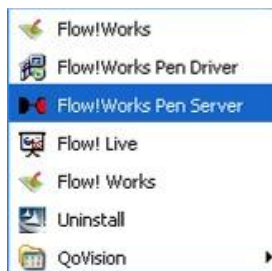 Flow!Works
Flow!Works Pen Driver
Flow!Works Pen Server
Flow! Live
Flow! Works
Uninstall
QoVision